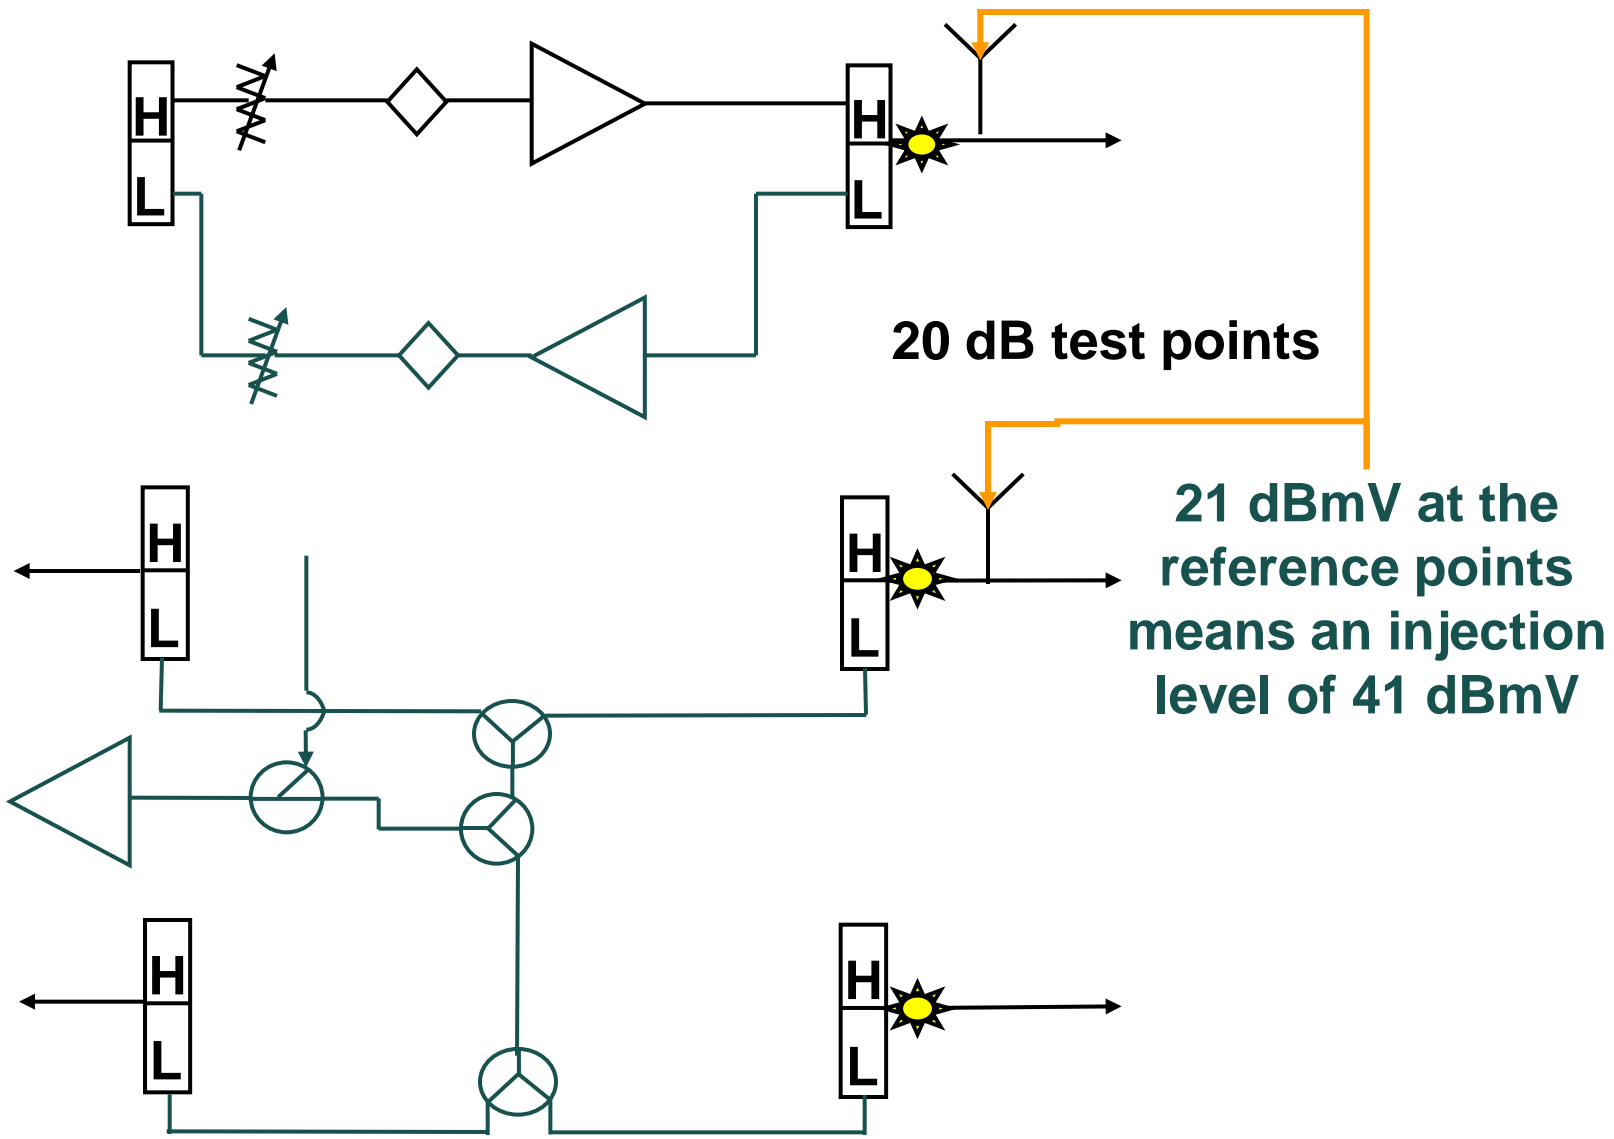 H
L
H
L
20 dB test points
21 dBmV at the
reference points
means an injection
level of 41 dBmV
H
L
H
L
H
L
H
L